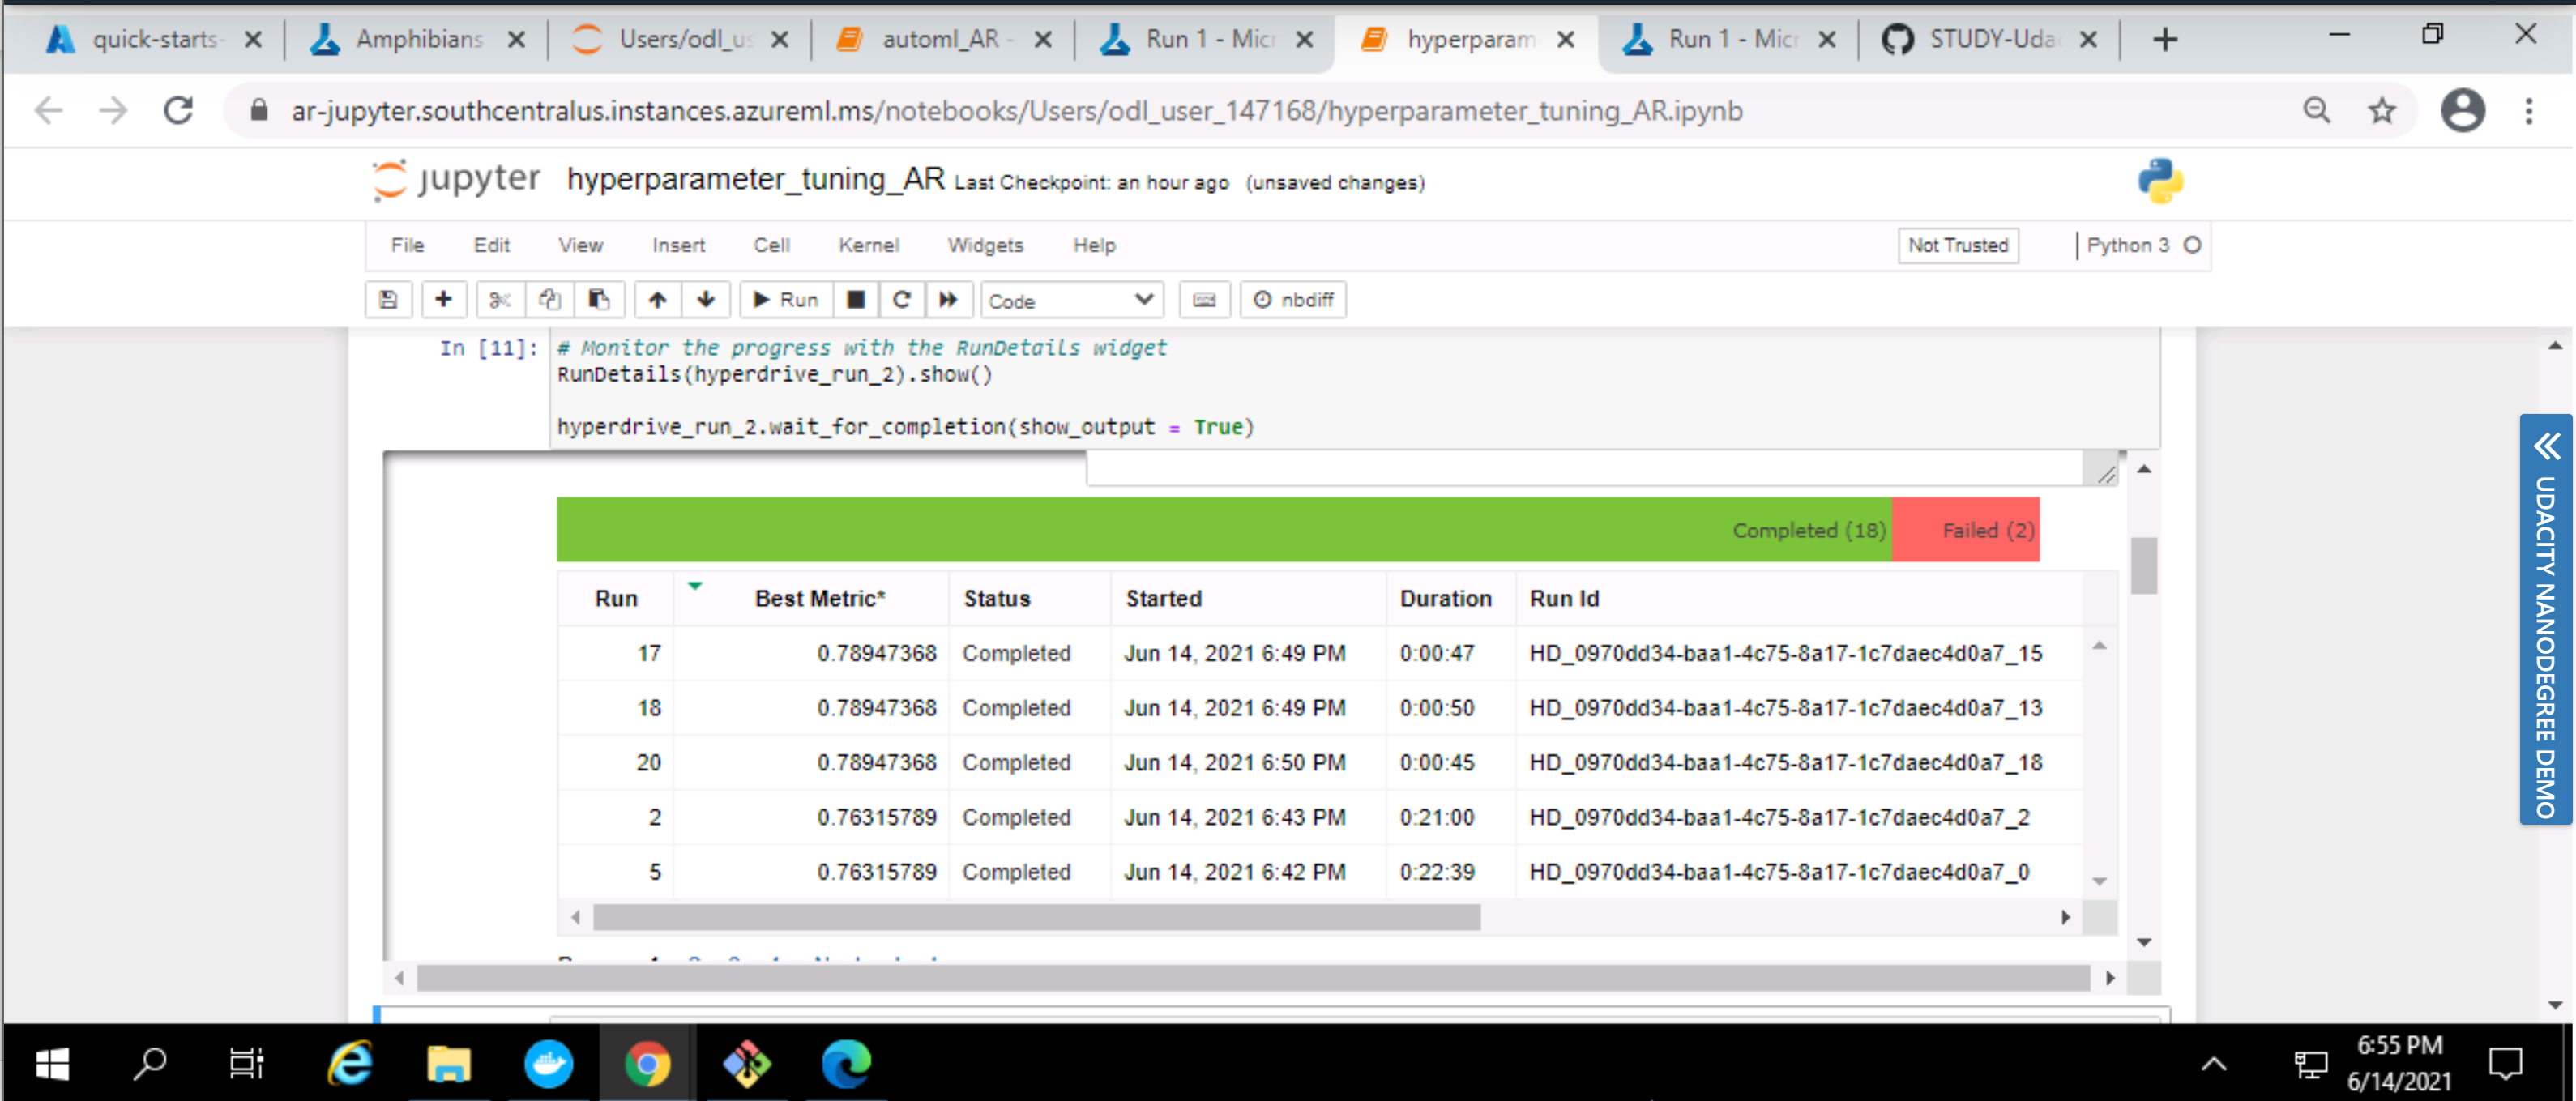 quick-starts-
Amphibians
Users/odl_us
automl_AR -
Run 1 - Micr
hyperparam
Run 1 - Micr
STUDY-Uda
ar-jupyter.southcentralus.instances.azureml.ms/notebooks/Users/odl_user_147168/hyperparameter_tuning_AR.ipynb
jupyter hyperparameter_tuning_AR Last Checkpoint: an hour ago (unsaved changes)
File Edit View Insert Cell Kernel Widgets Help Not Trusted Python 3
Run Code nbdiff
In [11]: # Monitor the progress with the RunDetails widget
RunDetails(hyperdrive_run_2).show()
hyperdrive_run_2.wait_for_completion(show_output = True)
Completed (18) Failed (2)
Run Best Metric* Status Started Duration Run Id
17 0.78947368 Completed Jun 14, 2021 6:49 PM 0:00:47 HD_0970dd34-baa1-4c75-8a17-1c7daec4d0a7_15
18 0.78947368 Completed Jun 14, 2021 6:49 PM 0:00:50 HD_0970dd34-baa1-4c75-8a17-1c7daec4d0a7_13
20 0.78947368 Completed Jun 14, 2021 6:50 PM 0:00:45 HD_0970dd34-baa1-4c75-8a17-1c7daec4d0a7_18
2 0.76315789 Completed Jun 14, 2021 6:43 PM 0:21:00 HD_0970dd34-baa1-4c75-8a17-1c7daec4d0a7_2
5 0.76315789 Completed Jun 14, 2021 6:42 PM 0:22:39 HD_0970dd34-baa1-4c75-8a17-1c7daec4d0a7_0
UDACITY NANODEGREE DEMO
6:55 PM
6/14/2021